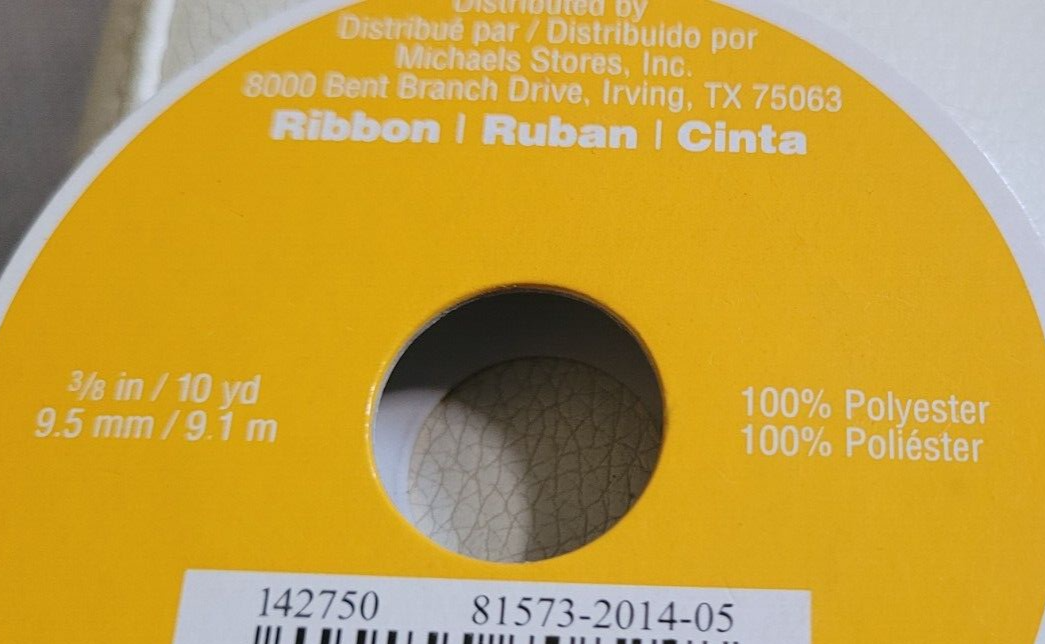 Distributed by
Distribué par / Distribuido por
Michaels Stores, Inc.
8000 Bent Branch Drive, Irving, TX 75063
Ribbon | Ruban | Cinta
3/8 in / 10 yd
9.5 mm / 9.1 m
100% Polyester
100% Poliéster
142750 81573-2014-05